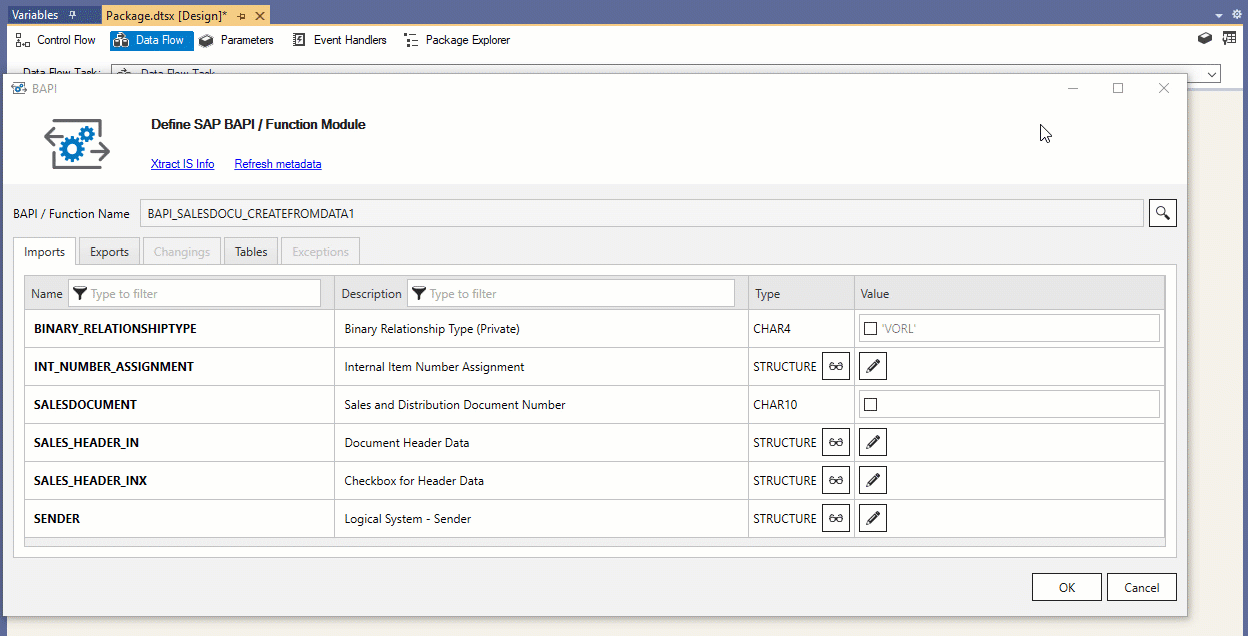 Variables
Package.dtsx [Design]*
Control Flow Data Flow Parameters Event Handlers Package Explorer
Data Flow Task: Data Flow Task
BAPI
Define SAP BAPI / Function Module
Xtract IS Info Refresh metadata
BAPI / Function Name BAPI_SALESDOCU_CREATEFROMDATA1
Imports Exports Changings Tables Exceptions
Name Type to filter Description Type to filter Type Value
BINARY_RELATIONSHIPTYPE Binary Relationship Type (Private) CHAR4 'VORL'
INT_NUMBER_ASSIGNMENT Internal Item Number Assignment STRUCTURE
SALESDOCUMENT Sales and Distribution Document Number CHAR10
SALES_HEADER_IN Document Header Data STRUCTURE
SALES_HEADER_INX Checkbox for Header Data STRUCTURE
SENDER Logical System - Sender STRUCTURE
OK Cancel